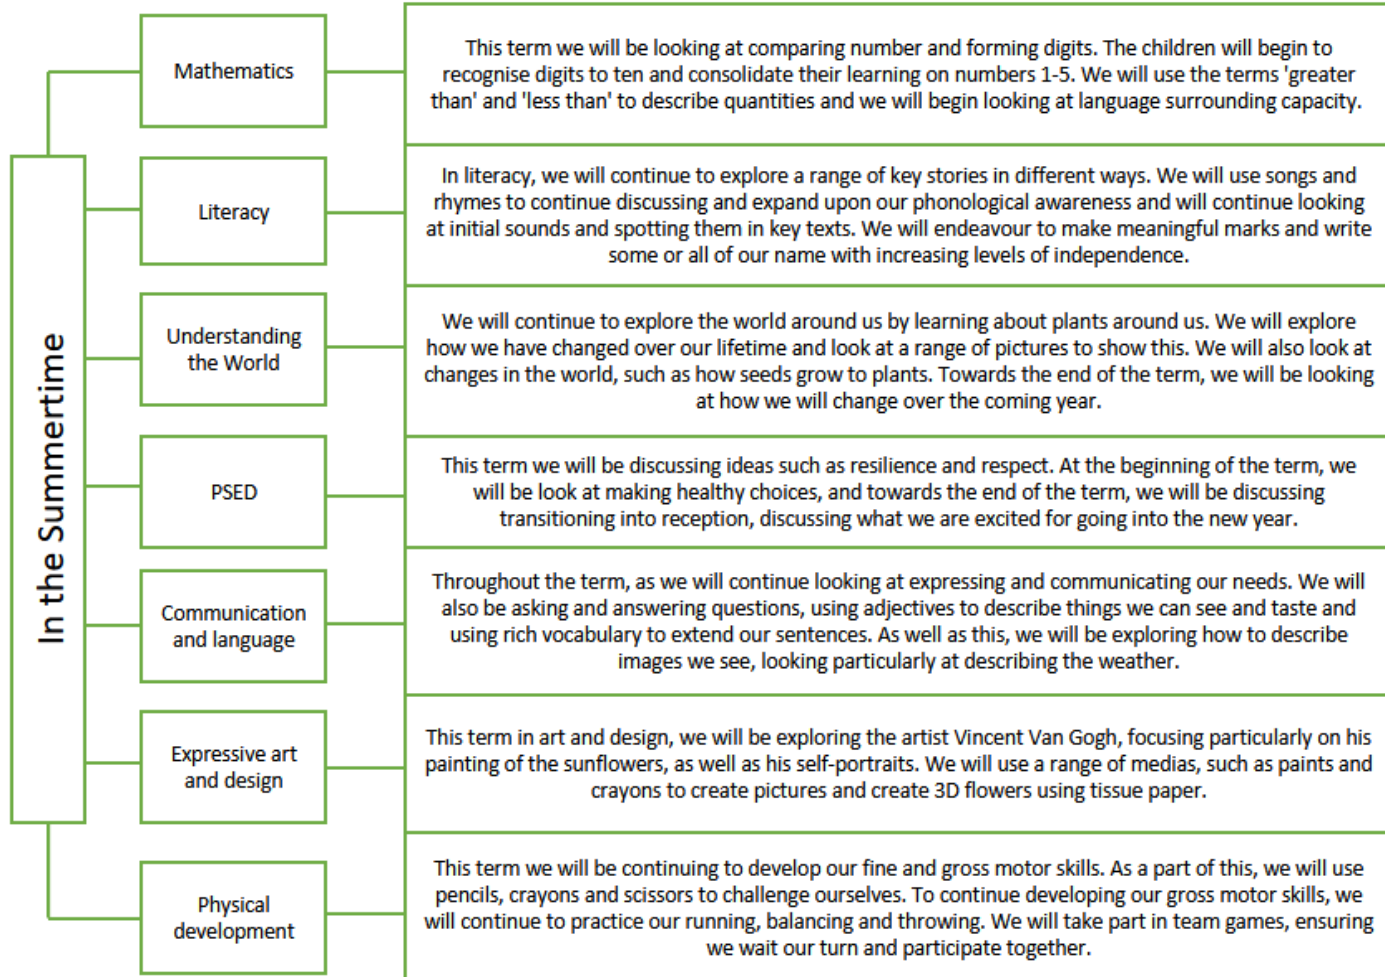 In the Summertime
Mathematics
This term we will be looking at comparing number and forming digits. The children will begin to
recognise digits to ten and consolidate their learning on numbers 1-5. We will use the terms 'greater
than' and 'less than' to describe quantities and we will begin looking at language surrounding capacity.
Literacy
In literacy, we will continue to explore a range of key stories in different ways. We will use songs and
rhymes to continue discussing and expand upon our phonological awareness and will continue looking
at initial sounds and spotting them in key texts. We will endeavour to make meaningful marks and write
some or all of our name with increasing levels of independence.
Understanding
the World
We will continue to explore the world around us by learning about plants around us. We will explore
how we have changed over our lifetime and look at a range of pictures to show this. We will also look at
changes in the world, such as how seeds grow to plants. Towards the end of the term, we will be looking
at how we will change over the coming year.
PSED
This term we will be discussing ideas such as resilience and respect. At the beginning of the term, we
will be look at making healthy choices, and towards the end of the term, we will be discussing
transitioning into reception, discussing what we are excited for going into the new year.
Communication
and language
Throughout the term, as we will continue looking at expressing and communicating our needs. We will
also be asking and answering questions, using adjectives to describe things we can see and taste and
using rich vocabulary to extend our sentences. As well as this, we will be exploring how to describe
images we see, looking particularly at describing the weather.
Expressive art
and design
This term in art and design, we will be exploring the artist Vincent Van Gogh, focusing particularly on his
painting of the sunflowers, as well as his self-portraits. We will use a range of medias, such as paints and
crayons to create pictures and create 3D flowers using tissue paper.
Physical
development
This term we will be continuing to develop our fine and gross motor skills. As a part of this, we will use
pencils, crayons and scissors to challenge ourselves. To continue developing our gross motor skills, we
will continue to practice our running, balancing and throwing. We will take part in team games, ensuring
we wait our turn and participate together.